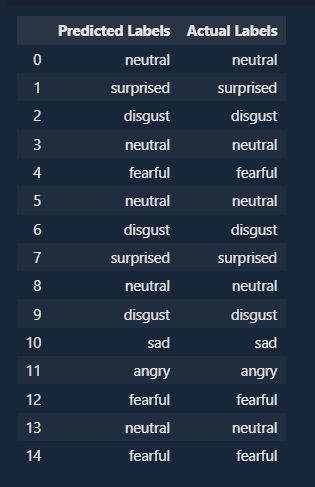 Predicted Labels Actual Labels
0 neutral neutral
1 surprised surprised
2 disgust disgust
3 neutral neutral
4 fearful fearful
5 neutral neutral
6 disgust disgust
7 surprised surprised
8 neutral neutral
9 disgust disgust
10 sad sad
11 angry angry
12 fearful fearful
13 neutral neutral
14 fearful fearful